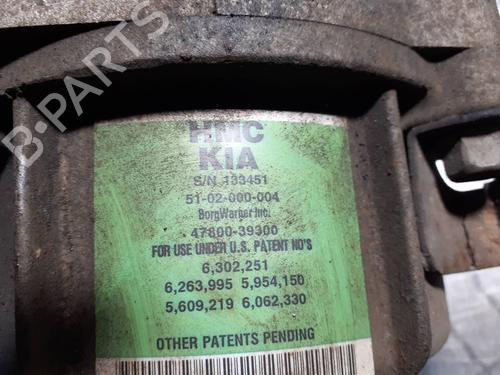 B-PARTS
HMC
KIA
S/N 133451
51-02-000-004
BorgWarner Inc.
47800-39300
FOR USE UNDER U.S. PATENT NO'S
6,302,251
6,263,995 5,954,150
5,609,219 6,062,330
OTHER PATENTS PENDING